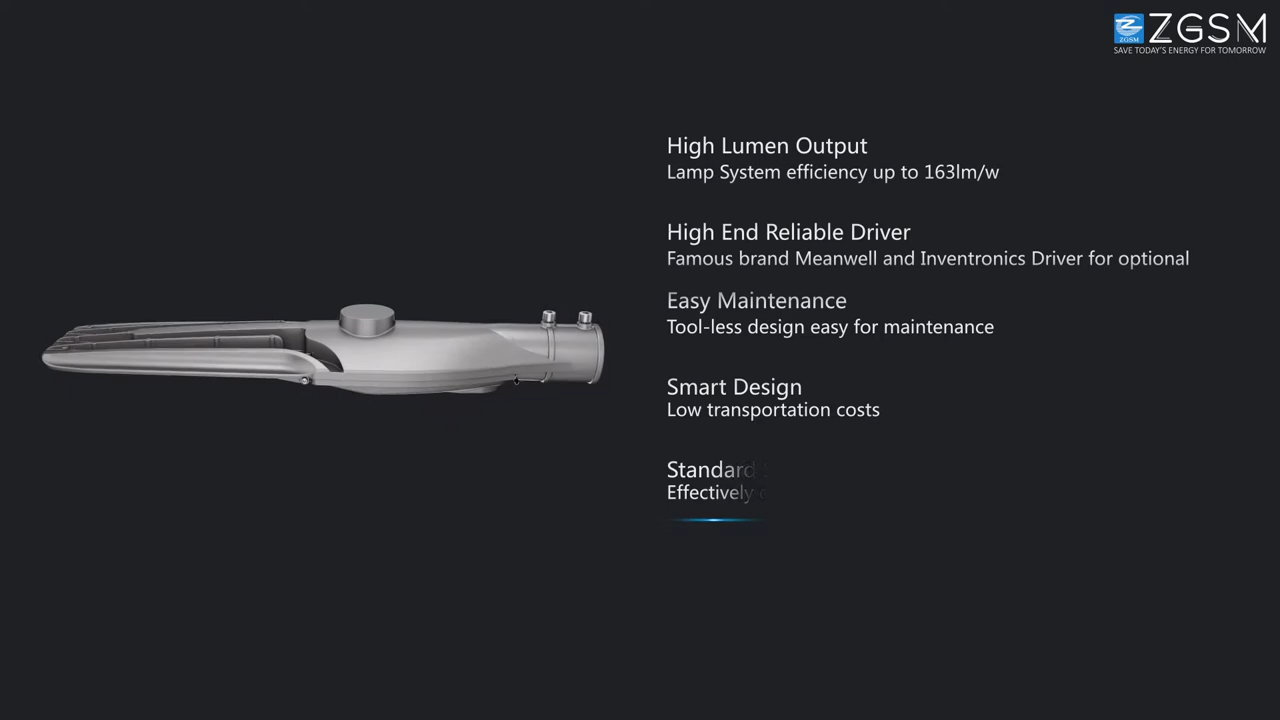 ZGSM
ZGSM
SAVE TODAY'S ENERGY FOR TOMORROW
High Lumen Output
Lamp System efficiency up to 163lm/w
High End Reliable Driver
Famous brand Meanwell and Inventronics Driver for optional
Easy Maintenance
Tool-less design easy for maintenance
Smart Design
Low transportation costs
Standard
Effectively